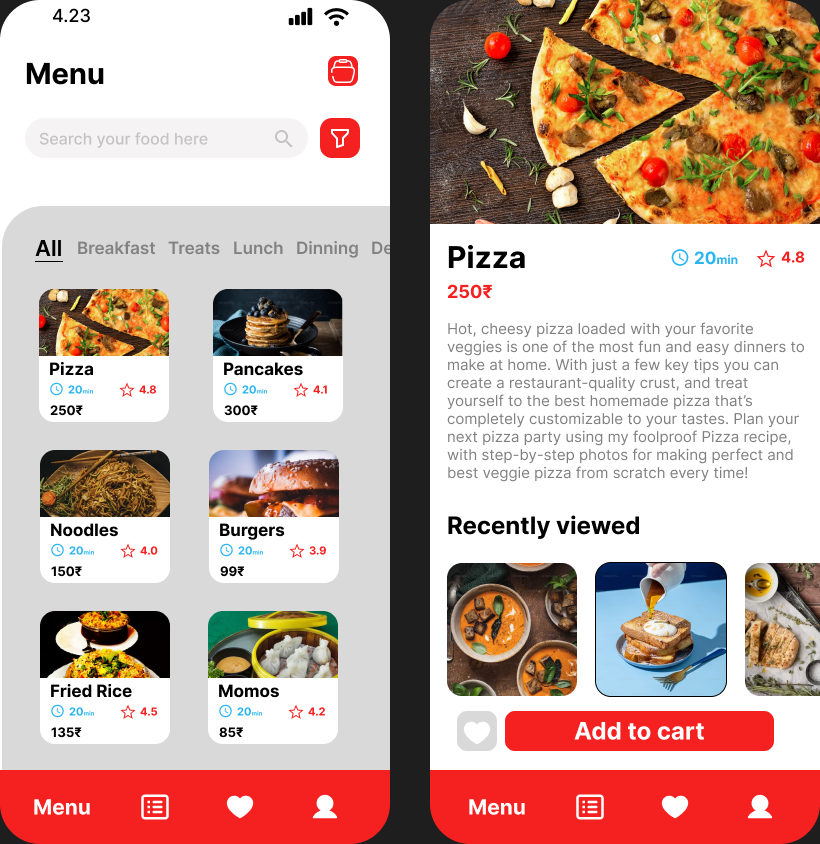 4.23
Menu
Search your food here
All Breakfast Treats Lunch Dinning De
Pizza
20min 4.8
250₹
Pancakes
20min 4.1
300₹
Noodles
20min 4.0
150₹
Burgers
20min 3.9
99₹
Fried Rice
20min 4.5
135₹
Momos
20min 4.2
85₹
Menu
Pizza
20min 4.8
250₹
Hot, cheesy pizza loaded with your favorite
veggies is one of the most fun and easy dinners to
make at home. With just a few key tips you can
create a restaurant-quality crust, and treat
yourself to the best homemade pizza that’s
completely customizable to your tastes. Plan your
next pizza party using my foolproof Pizza recipe,
with step-by-step photos for making perfect and
best veggie pizza from scratch every time!
Recently viewed
Add to cart
Menu